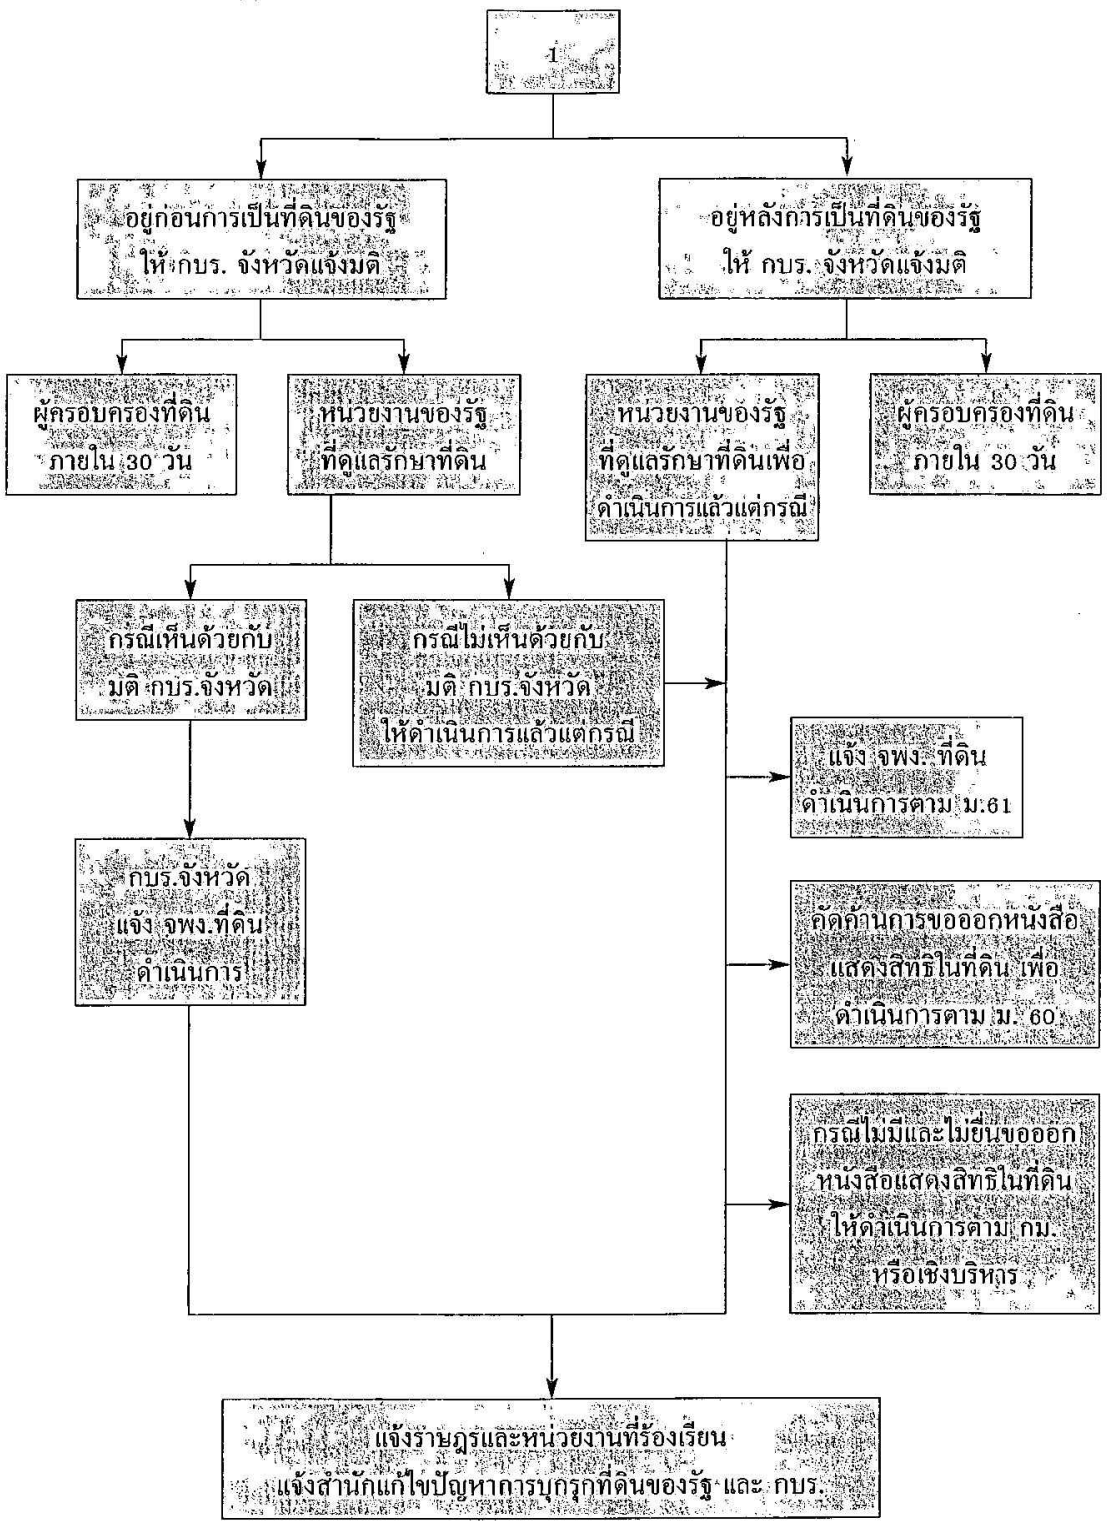 1
อยู่ก่อนการเป็นที่ดินของรัฐ
ให้ กบร. จังหวัดแจ้งมติ
อยู่หลังการเป็นที่ดินของรัฐ
ให้ กบร. จังหวัดแจ้งมติ
ผู้ครอบครองที่ดิน
ภายใน 30 วัน
หน่วยงานของรัฐ
ที่ดูแลรักษาที่ดิน
หน่วยงานของรัฐ
ที่ดูแลรักษาที่ดินเพื่อ
ดำเนินการแล้วแต่กรณี
ผู้ครอบครองที่ดิน
ภายใน 30 วัน
กรณีเห็นด้วยกับ
มติ กบร.จังหวัด
กรณีไม่เห็นด้วยกับ
มติ กบร.จังหวัด
ให้ดำเนินการแล้วแต่กรณี
แจ้ง จพง. ที่ดิน
ดำเนินการตาม ม.61
กบร.จังหวัด
แจ้ง จพง.ที่ดิน
ดำเนินการ
คัดค้านการขอออกหนังสือ
แสดงสิทธิในที่ดิน เพื่อ
ดำเนินการตาม ม. 60
กรณีไม่มีและไม่ยื่นขอออก
หนังสือแสดงสิทธิในที่ดิน
ให้ดำเนินการตาม กม.
หรือเชิงบริหาร
แจ้งราษฎรและหน่วยงานที่ร้องเรียน
แจ้งสำนักแก้ไขปัญหาการบุกรุกที่ดินของรัฐ และ กบร.